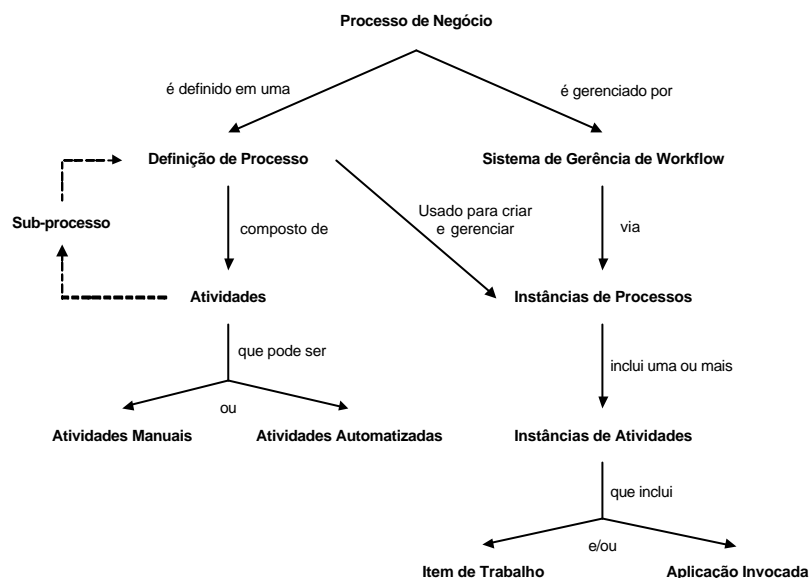 Processo de Negócio
é definido em uma
é gerenciado por
Definição de Processo
Sistema de Gerência de Workflow
Sub-processo
composto de
Usado para criar
e gerenciar
via
Atividades
Instâncias de Processos
que pode ser
inclui uma ou mais
ou
Atividades Manuais
Atividades Automatizadas
Instâncias de Atividades
que inclui
e/ou
Item de Trabalho
Aplicação Invocada